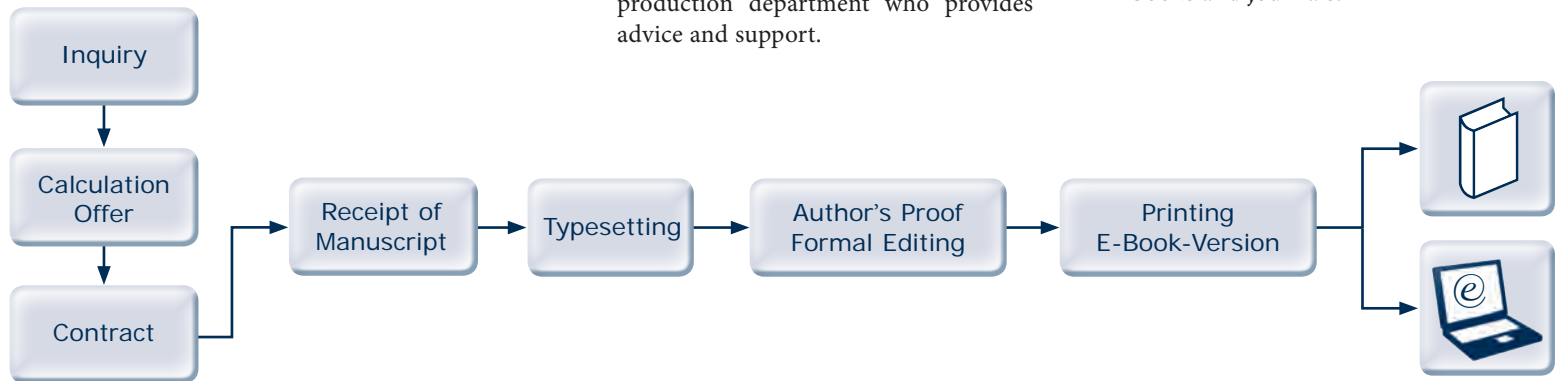 production department who provides
advice and support.
Inquiry
Calculation
Offer
Contract
Receipt of
Manuscript
Typesetting
Author's Proof
Formal Editing
Printing
E-Book-Version
e